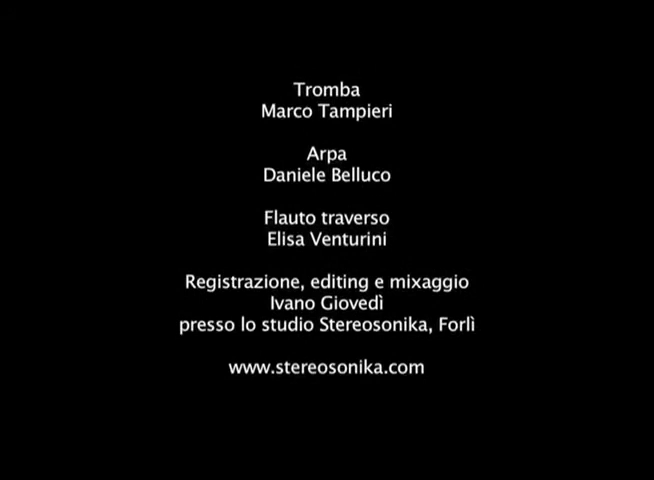 Tromba
Marco Tampieri
Arpa
Daniele Belluco
Flauto traverso
Elisa Venturini
Registrazione, editing e mixaggio
Ivano Giovedì
presso lo studio Stereosonika, Forlì
www.stereosonika.com